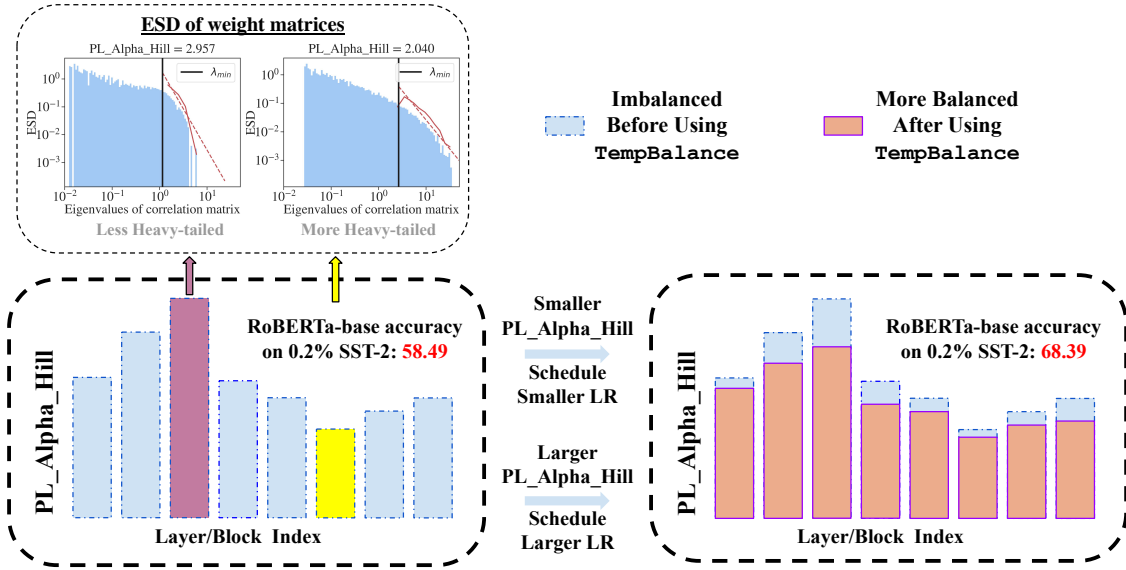 ESD of weight matrices
PL_Alpha_Hill = 2.957
λmin
ESD
10^0
10^-1
10^-2
10^-3
10^-2
10^-1
10^0
10^1
Eigenvalues of correlation matrix
Less Heavy-tailed
PL_Alpha_Hill = 2.040
λmin
ESD
10^0
10^-1
10^-2
10^-3
10^-2
10^-1
10^0
10^1
Eigenvalues of correlation matrix
More Heavy-tailed
Imbalanced
Before Using
TempBalance
More Balanced
After Using
TempBalance
PL_Alpha_Hill
RoBERTa-base accuracy
on 0.2% SST-2: 58.49
Layer/Block Index
Smaller
PL_Alpha_Hill
Schedule
Smaller LR
Larger
PL_Alpha_Hill
Schedule
Larger LR
PL_Alpha_Hill
RoBERTa-base accuracy
on 0.2% SST-2: 68.39
Layer/Block Index